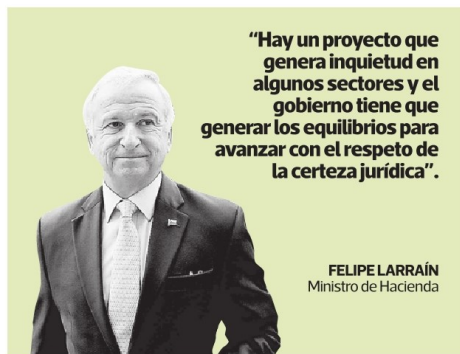 “Hay un proyecto que
genera inquietud en
algunos sectores y el
gobierno tiene que
generar los equilibrios para
avanzar con el respeto de
la certeza jurídica”.
FELIPE LARRAÍN
Ministro de Hacienda